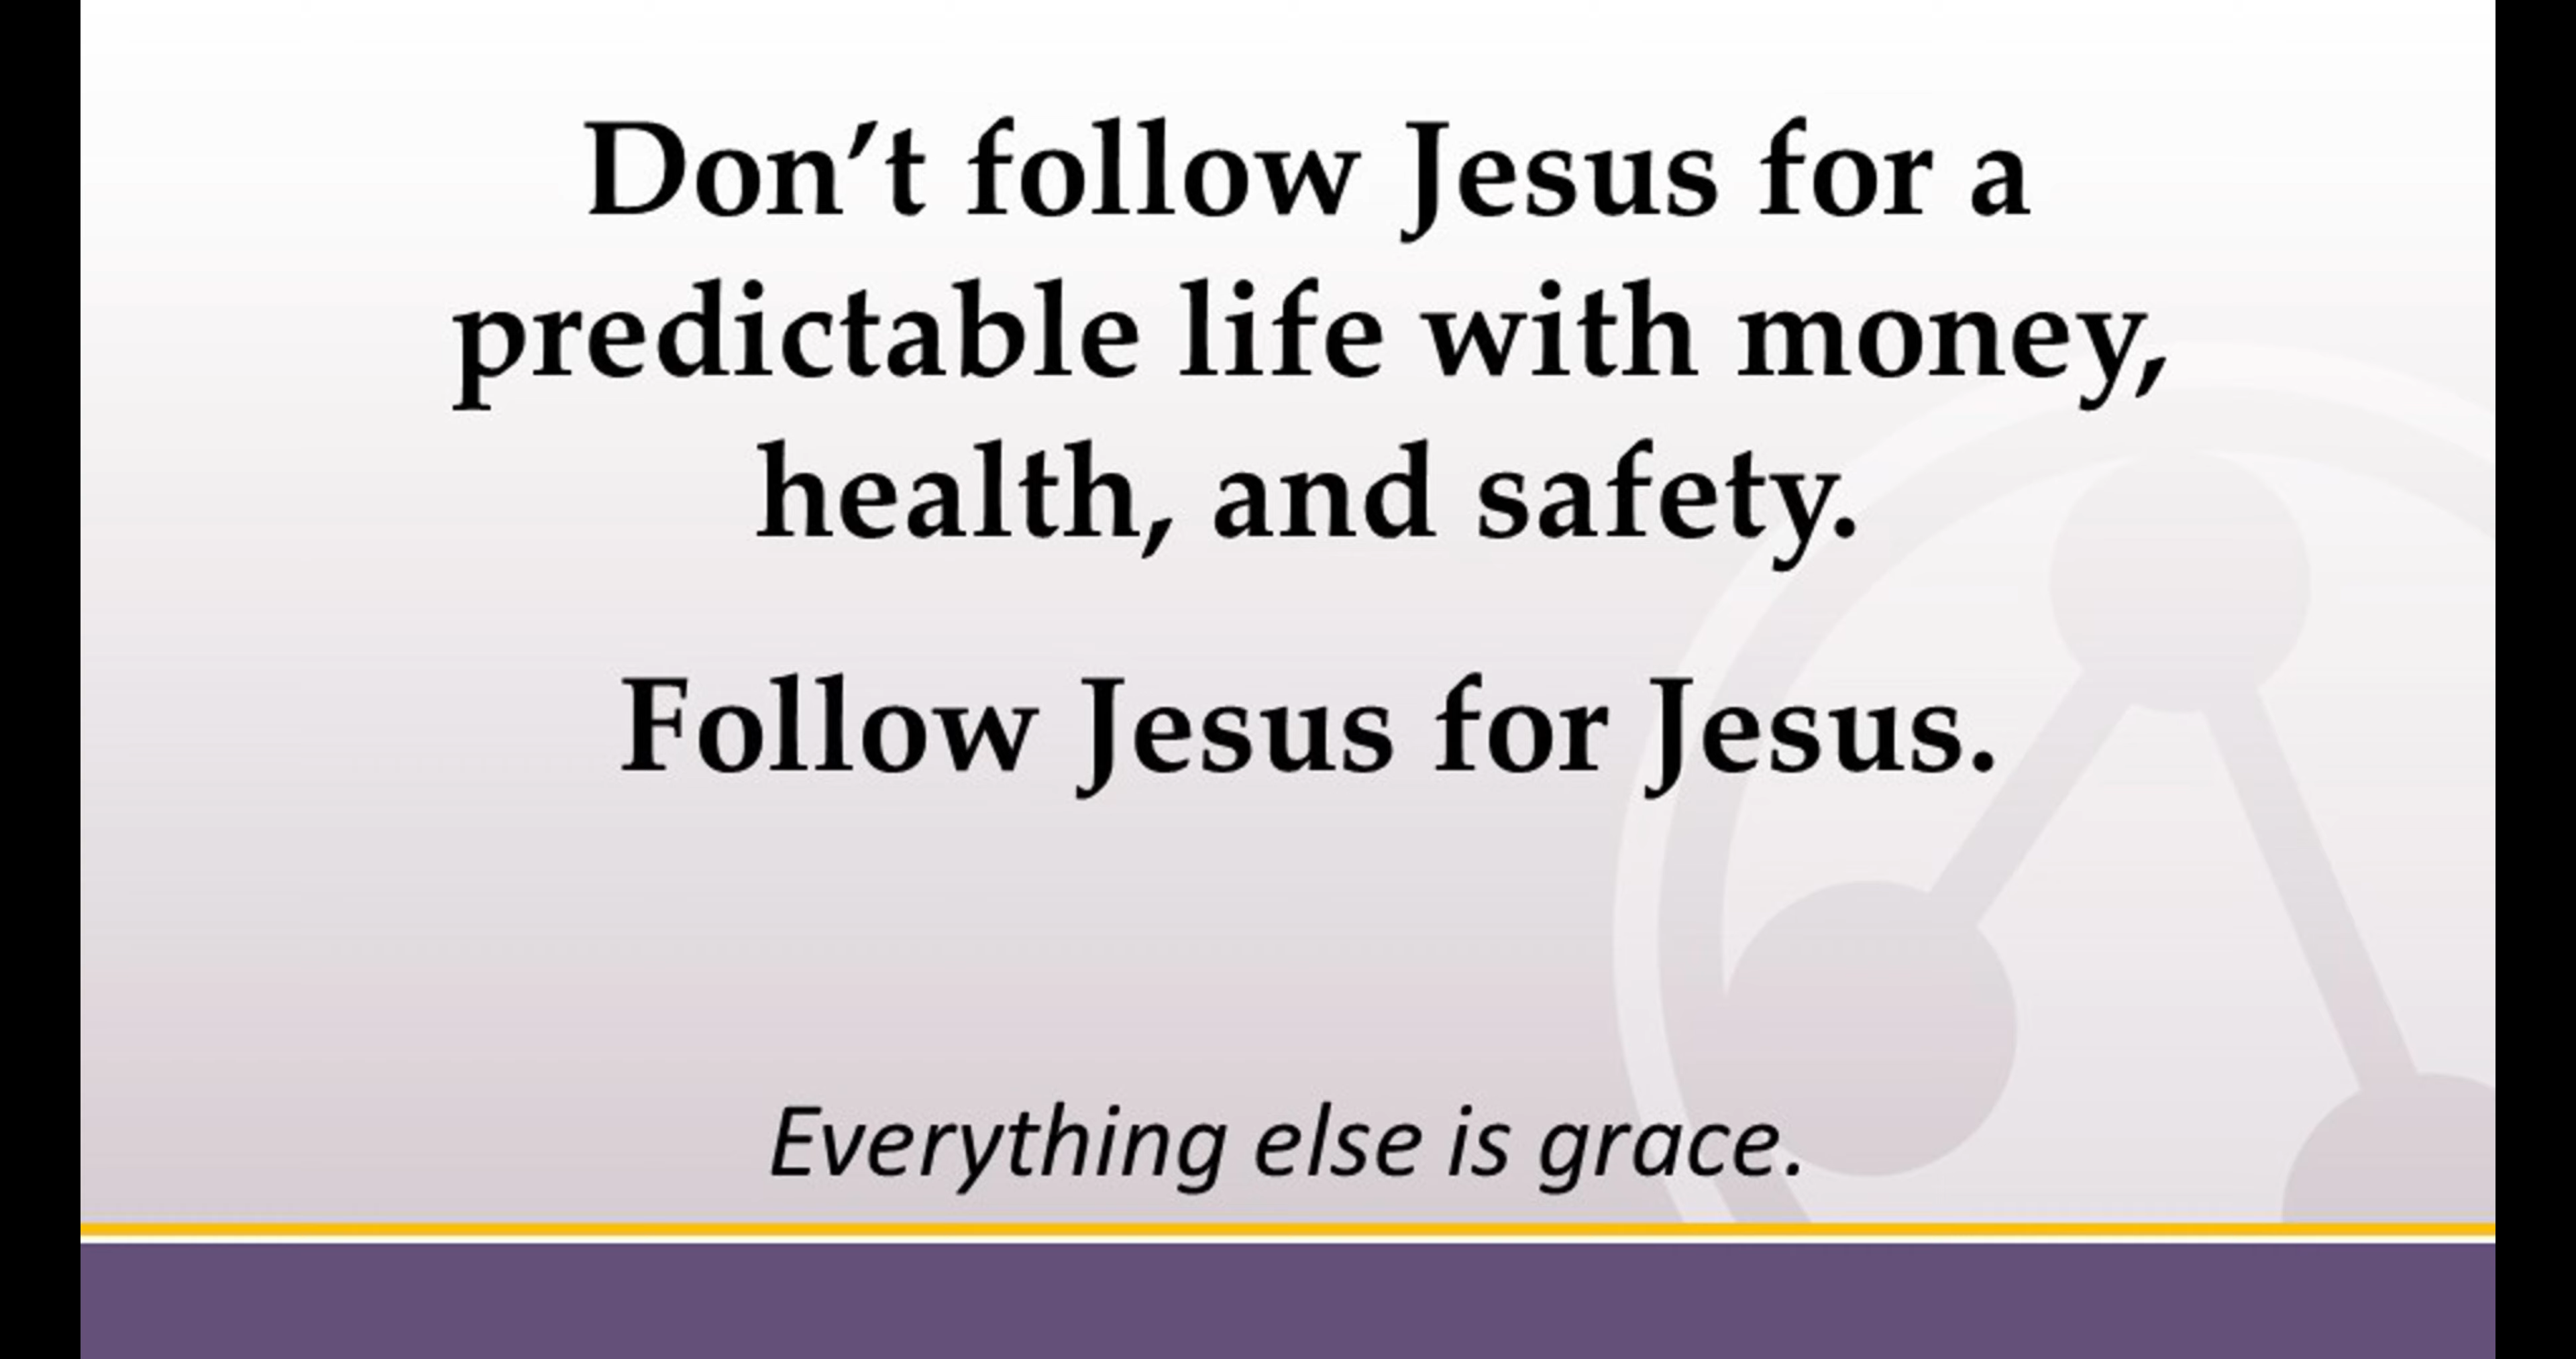 Don’t follow Jesus for a
predictable life with money,
health, and safety.
Follow Jesus for Jesus.
Everything else is grace.